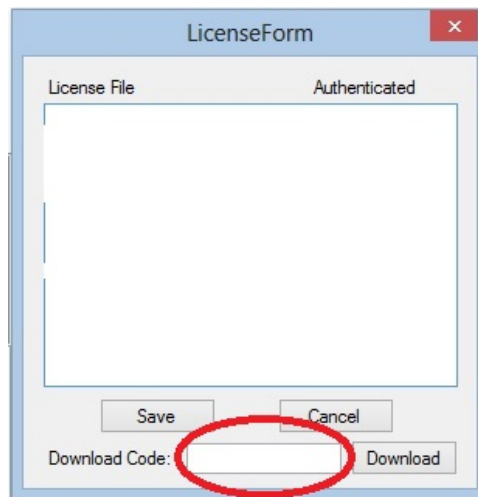 LicenseForm
License File Authenticated
Save Cancel
Download Code: Download